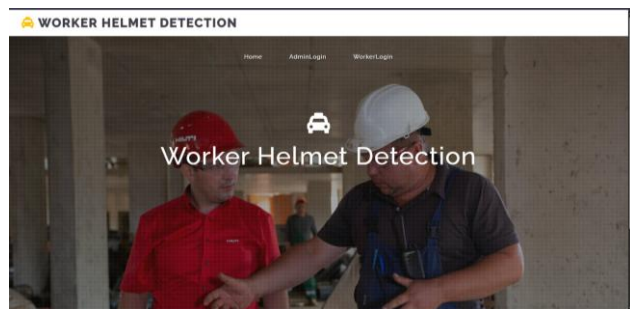 WORKER HELMET DETECTION
Home AdminLogin WorkerLogin
Worker Helmet Detection